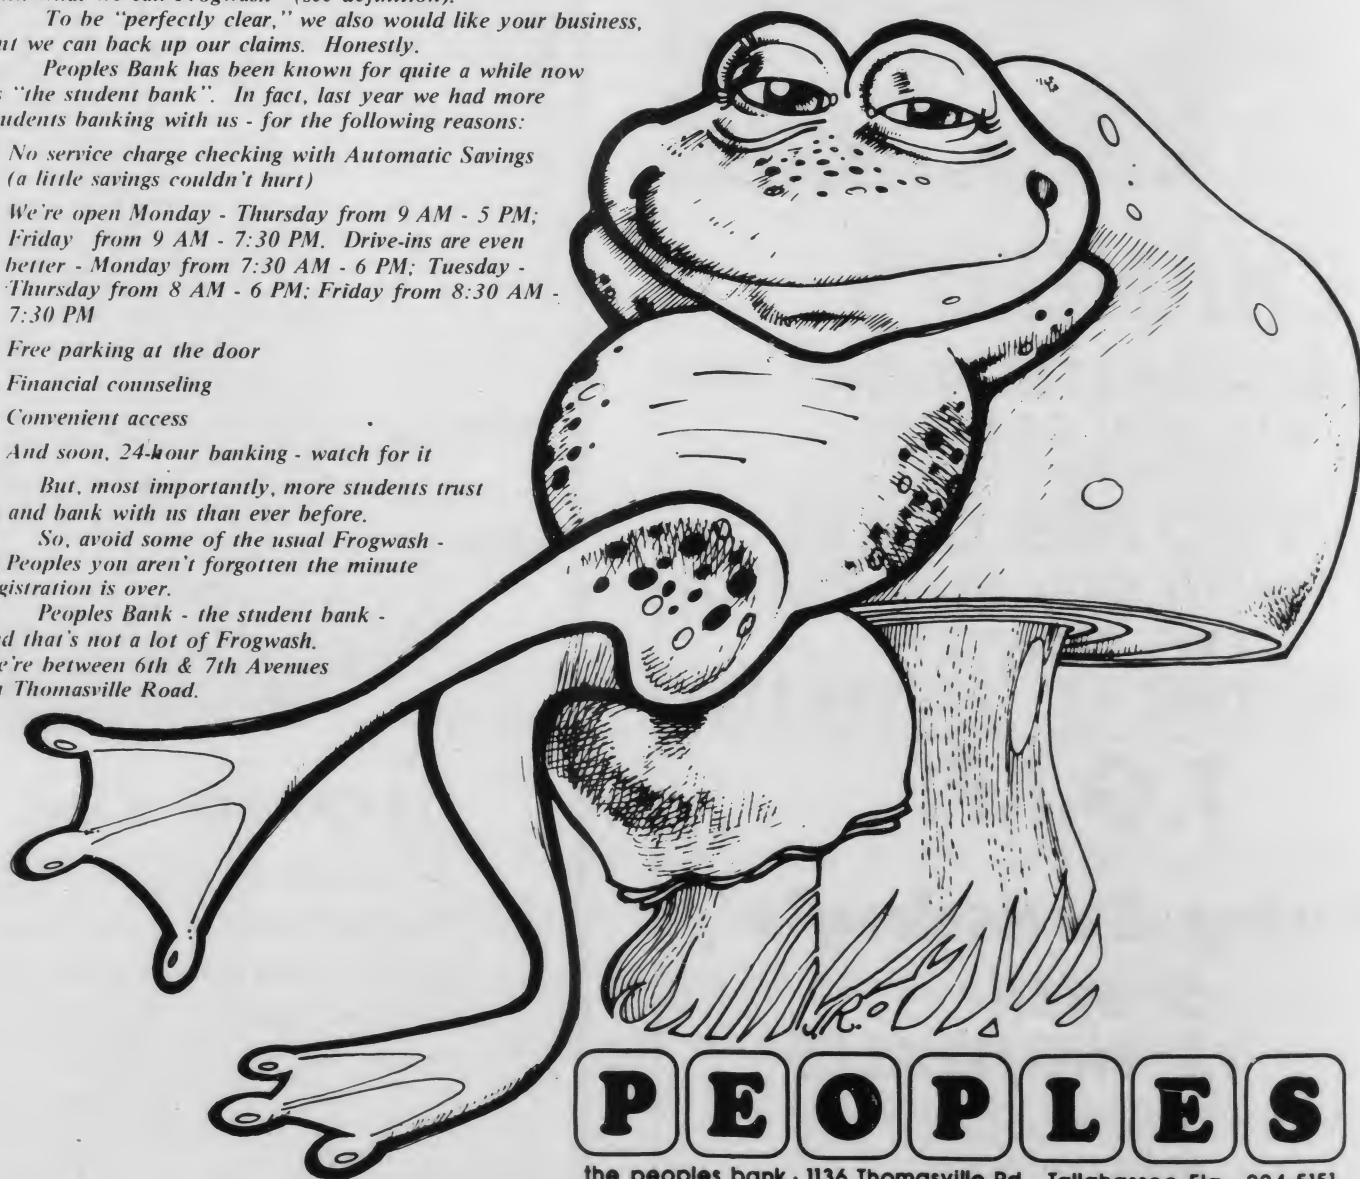 To be "perfectly clear," we also would like your business,
we can back up our claims. Honestly.
Peoples Bank has been known for quite a while now
"the student bank". In fact, last year we had more
banking with us - for the following reasons:
No service charge checking with Automatic Savings
(a little savings couldn't hurt)
We're open Monday - Thursday from 9 AM - 5 PM;
Friday from 9 AM - 7:30 PM. Drive-ins are even
better - Monday from 7:30 AM - 6 PM; Tuesday -
Thursday from 8 AM - 6 PM; Friday from 8:30 AM -
7:30 PM
Free parking at the door
Financial counseling
Convenient access
And soon, 24-hour banking - watch for it
But, most importantly, more students trust
and bank with us than ever before.
So, avoid some of the usual Frogwash -
Peoples you aren't forgotten the minute
is over.
Peoples Bank - the student bank -
that's not a lot of Frogwash.
between 6th & 7th Avenues
Thomasville Road.
J.R.
PEOPLES
the peoples bank · 1136 Thomasville Rd · Tallahassee Fla · 224-5151